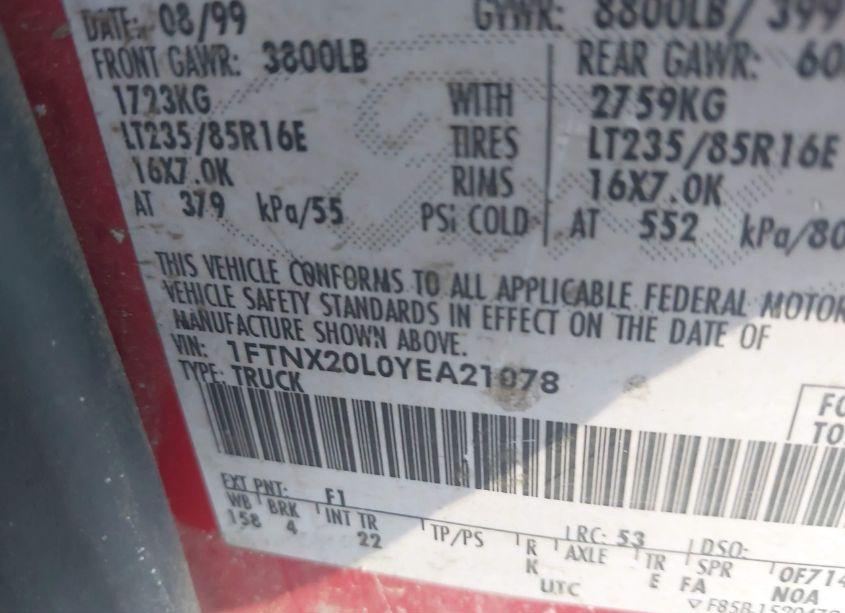 DATE: 08/99 GVWR: 8800LB/ 399
FRONT GAWR: 3800LB REAR GAWR: 60
1723KG WITH 2759KG
LT235/85R16E TIRES LT235/85R16E
16X7.0K RIMS 16X7.0K
AT 379 kPa/55 PSi COLD AT 552 kPa/80
THIS VEHICLE CONFORMS TO ALL APPLICABLE FEDERAL MOTOR
VEHICLE SAFETY STANDARDS IN EFFECT ON THE DATE OF
MANUFACTURE SHOWN ABOVE.
VIN: 1FTNX20L0YEA21078
TYPE: TRUCK
FO
TO
EXT PNT: F1 RC: 53 DSO:
WB BRK INT TR TP/PS R AXLE TR SPR 0F714
158 4 22 K E FA N0A
UTC